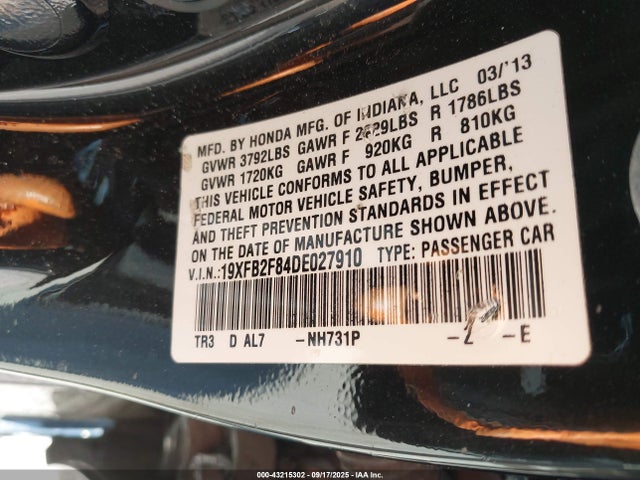 MFD. BY HONDA MFG. OF INDIANA, LLC 03/'13
GVWR 3792LBS GAWR F 2029LBS R 1786LBS
GVWR 1720KG GAWR F 920KG R 810KG
THIS VEHICLE CONFORMS TO ALL APPLICABLE
FEDERAL MOTOR VEHICLE SAFETY, BUMPER,
AND THEFT PREVENTION STANDARDS IN EFFECT
ON THE DATE OF MANUFACTURE SHOWN ABOVE.
V.I.N.:19XFB2F84DE027910 TYPE: PASSENGER CAR
TR3 D AL7 -NH731P - - E
000-43215302 - 09/17/2025 - IAA Inc.